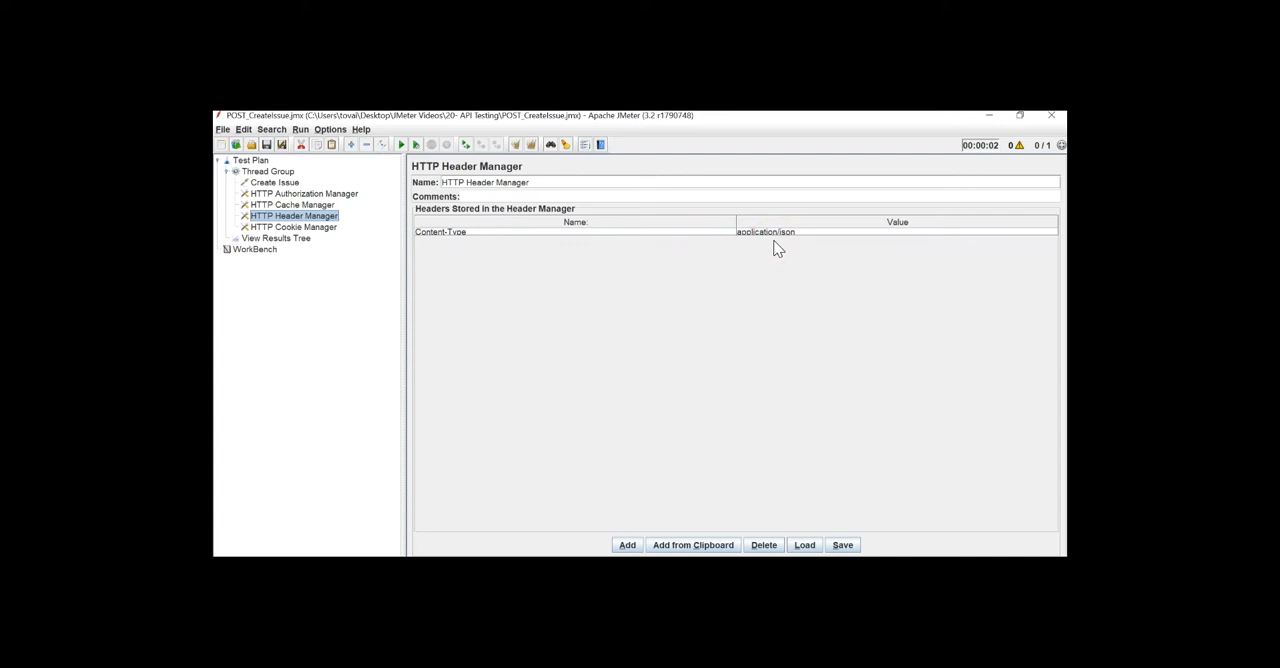 POST_CreateIssue.jmx (C:\Users\tovai\Desktop\JMeter Videos\20- API Testing\POST_CreateIssue.jmx) - Apache JMeter (3.2 r1790748)
File Edit Search Run Options Help
00:00:02 0 0 / 1
Test Plan
Thread Group
Create Issue
HTTP Authorization Manager
HTTP Cache Manager
HTTP Header Manager
HTTP Cookie Manager
View Results Tree
WorkBench
HTTP Header Manager
Name: HTTP Header Manager
Comments:
Headers Stored in the Header Manager
Name: Value
Content-Type application/json
Add Add from Clipboard Delete Load Save